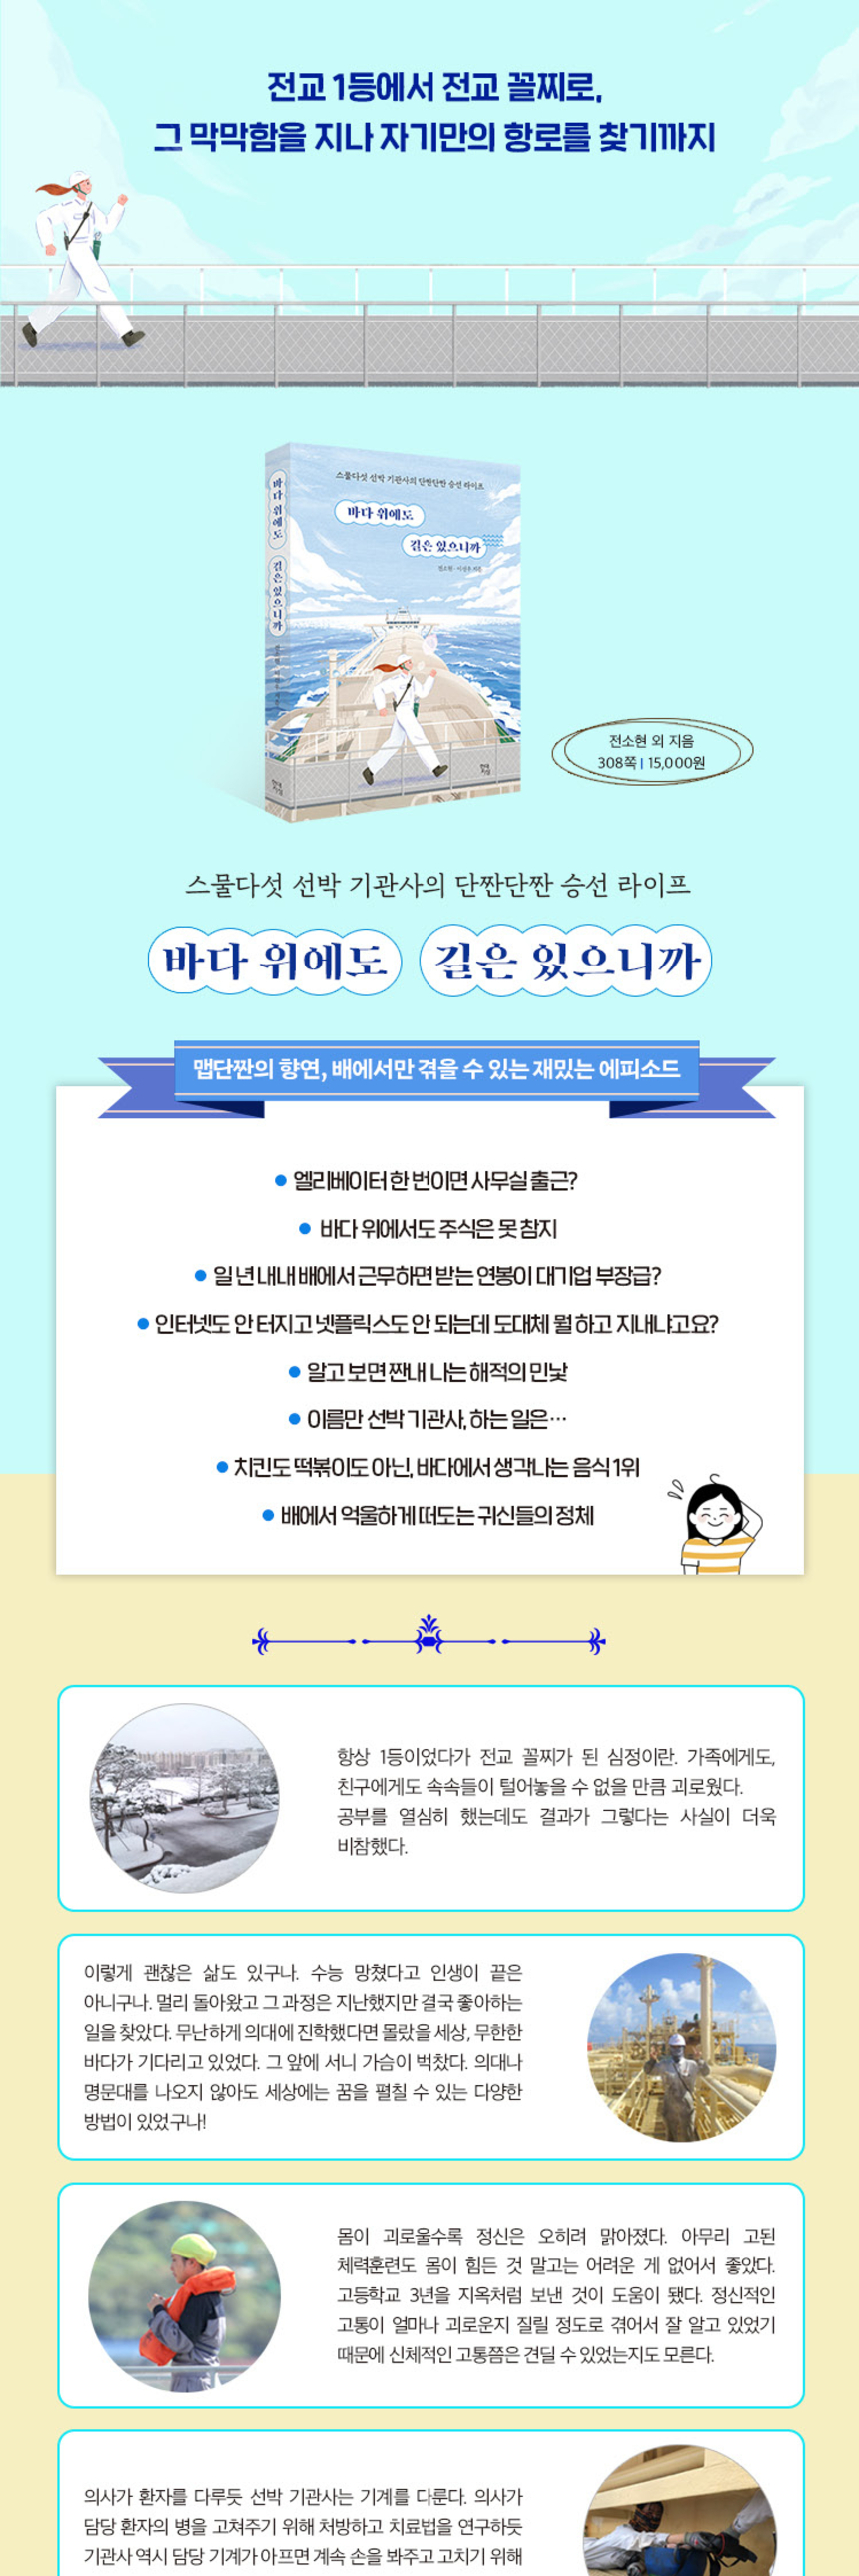 전교 1등에서 전교 꼴찌로,
그 막막함을 지나 자기만의 항로를 찾기까지
스물다섯 선박 기관사의 단짠단짠 승선 라이프
바다 위에도
길은 있으니까
바다 위에도 길은 있으니까
전소현 외 지음
308쪽 | 15,000원
스물다섯 선박 기관사의 단짠단짠 승선 라이프
바다 위에도 길은 있으니까
맵단짠의 향연, 배에서만 겪을 수 있는 재밌는 에피소드
● 엘리베이터 한 번이면 사무실 출근?
● 바다 위에서도 주식은 못 참지
● 일 년 내내 배에서 근무하면 받는 연봉이 대기업 부장급?
● 인터넷도 안 터지고 넷플릭스도 안 되는데 도대체 뭘 하고 지내냐고요?
● 알고 보면 짠내 나는 해적의 민낯
● 이름만 선박 기관사, 하는 일은…
● 치킨도 떡볶이도 아닌, 바다에서 생각나는 음식 1위
● 배에서 억울하게 떠도는 귀신들의 정체
항상 1등이었다가 전교 꼴찌가 된 심정이란. 가족에게도,
친구에게도 속속들이 털어놓을 수 없을 만큼 괴로웠다.
공부를 열심히 했는데도 결과가 그렇다는 사실이 더욱
비참했다.
이렇게 괜찮은 삶도 있구나. 수능 망쳤다고 인생이 끝은
아니구나. 멀리 돌아왔고 그 과정은 지난했지만 결국 좋아하는
일을 찾았다. 무난하게 의대에 진학했다면 몰랐을 세상, 무한한
바다가 기다리고 있었다. 그 앞에 서니 가슴이 벅찼다. 의대나
명문대를 나오지 않아도 세상에는 꿈을 펼칠 수 있는 다양한
방법이 있었구나!
몸이 괴로울수록 정신은 오히려 맑아졌다. 아무리 고된
체력훈련도 몸이 힘든 것 말고는 어려운 게 없어서 좋았다.
고등학교 3년을 지옥처럼 보낸 것이 도움이 됐다. 정신적인
고통이 얼마나 괴로운지 질릴 정도로 겪어서 잘 알고 있었기
때문에 신체적인 고통쯤은 견딜 수 있었는지도 모른다.
의사가 환자를 다루듯 선박 기관사는 기계를 다룬다. 의사가
담당 환자의 병을 고쳐주기 위해 처방하고 치료법을 연구하듯
기관사 역시 담당 기계가 아프면 계속 손을 봐주고 고치기 위해